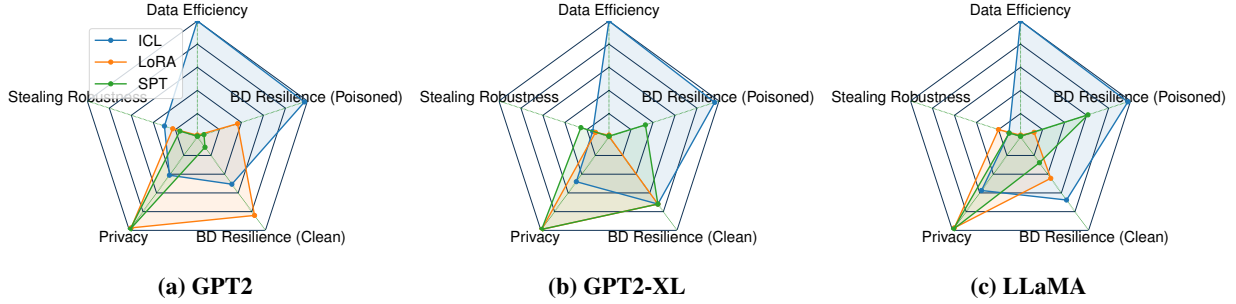 Data Efficiency
ICL
LoRA
SPT
Stealing Robustness
BD Resilience (Poisoned)
Privacy
BD Resilience (Clean)
(a) GPT2
Data Efficiency
Stealing Robustness
BD Resilience (Poisoned)
Privacy
BD Resilience (Clean)
(b) GPT2-XL
Data Efficiency
Stealing Robustness
BD Resilience (Poisoned)
Privacy
BD Resilience (Clean)
(c) LLaMA